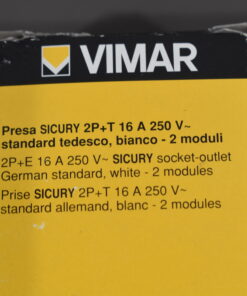 VIMAR
Presa SICURY 2P+T 16 A 250 V~
standard tedesco, bianco - 2 moduli
2P+E 16 A 250 V~ SICURY socket-outlet
German standard, white - 2 modules
Prise SICURY 2P+T 16 A 250 V~
standard allemand, blanc - 2 modules